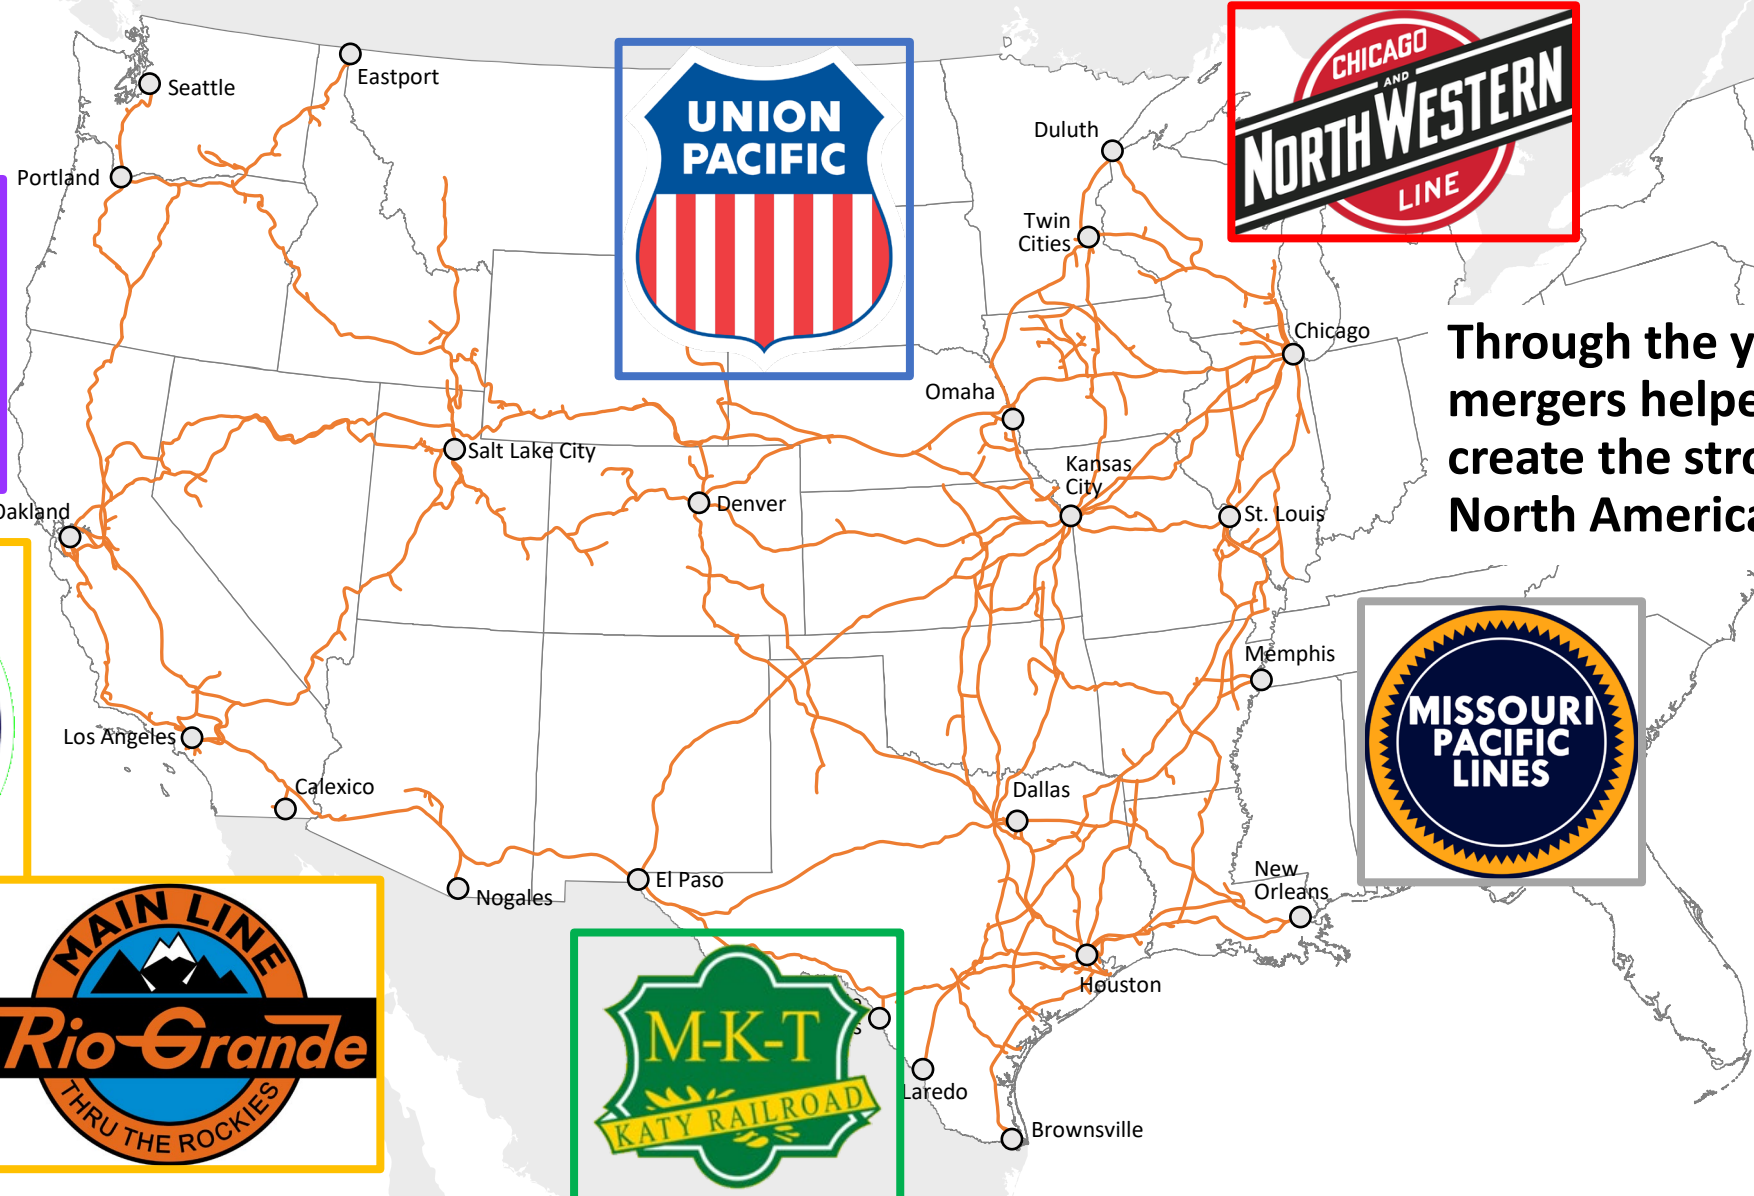 Seattle
Eastport
Portland
UNION
PACIFIC
Duluth
Twin
Cities
CHICAGO
AND
NORTH WESTERN
LINE
Chicago
Through the y
mergers helpe
create the stro
North America
Omaha
Salt Lake City
Denver
Kansas
City
St. Louis
Oakland
Memphis
MISSOURI
PACIFIC
LINES
Los Angeles
Calexico
Dallas
Nogales
El Paso
New
Orleans
Houston
MAIN LINE
Rio Grande
THRU THE ROCKIES
M-K-T
KATY RAILROAD
Laredo
Brownsville